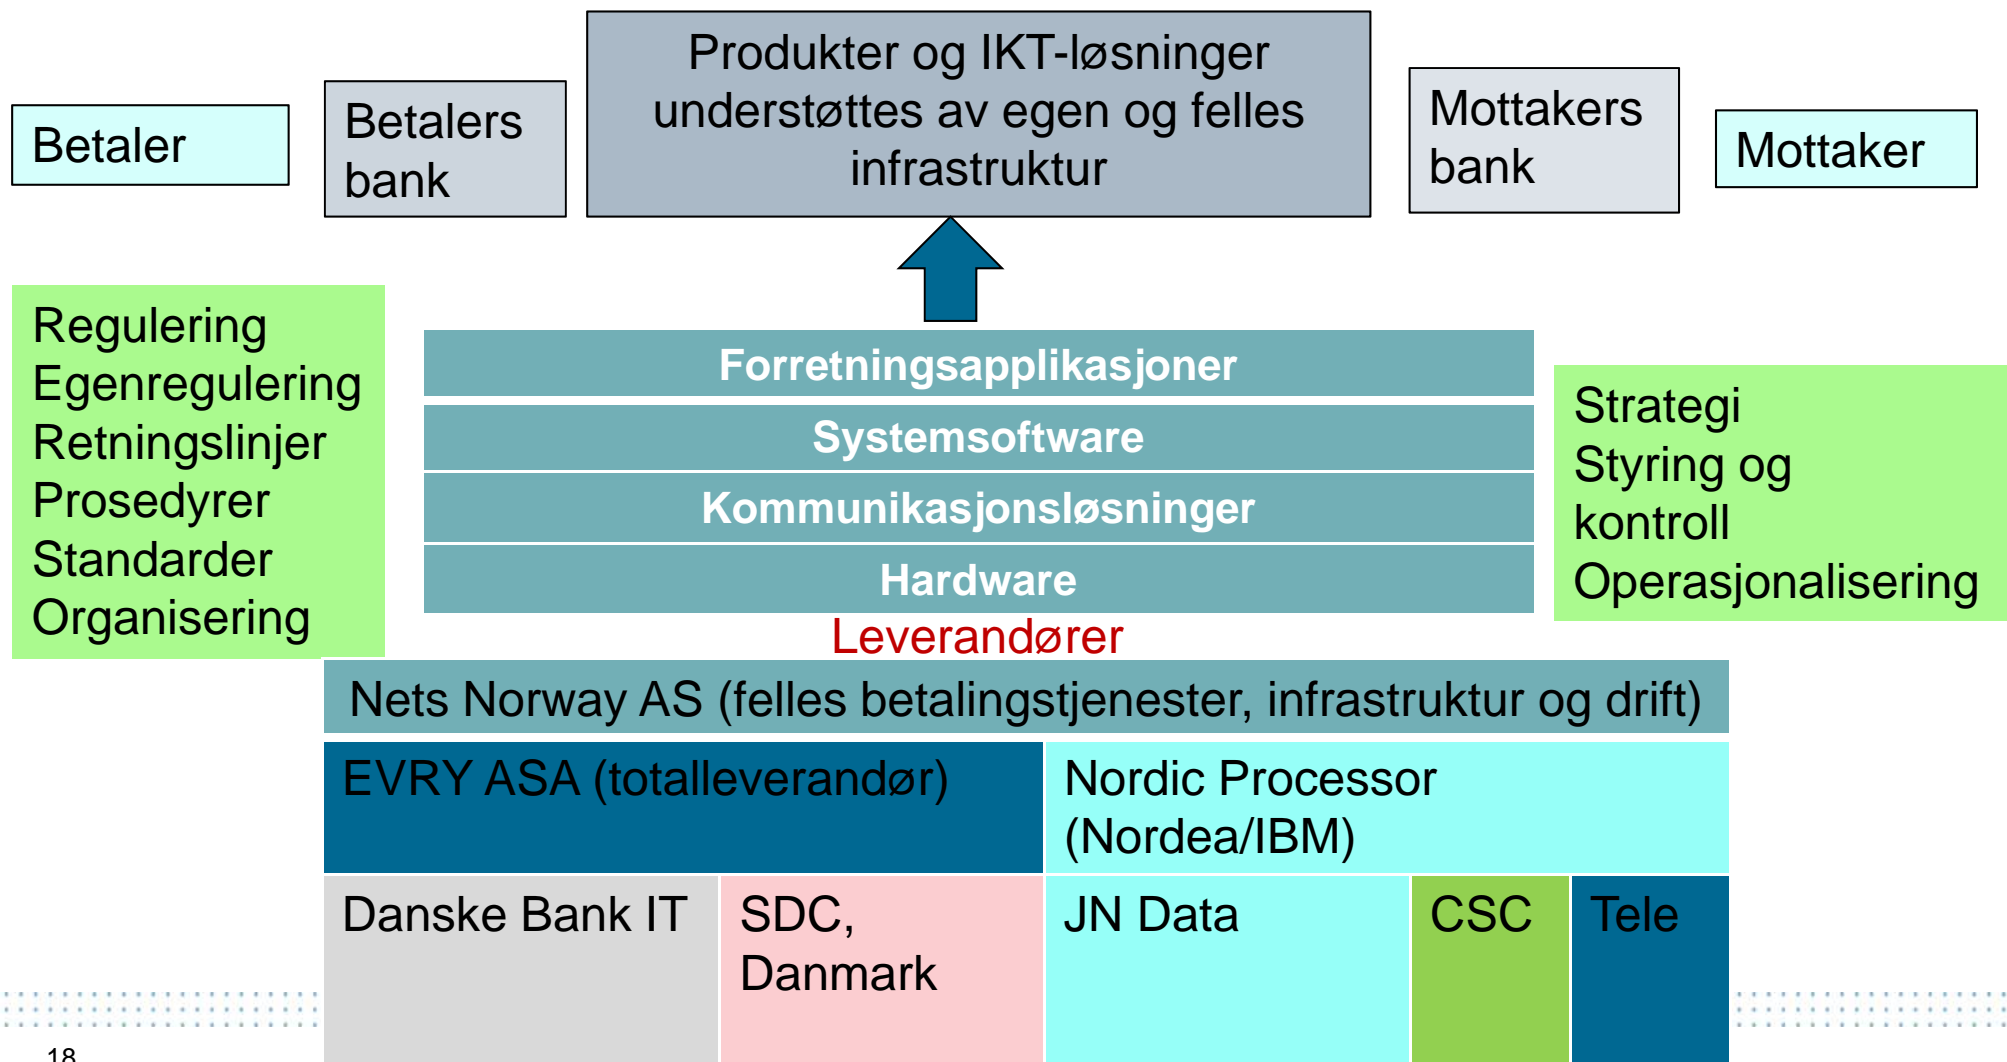 Produkter og IKT-løsninger
understøttes av egen og felles
infrastruktur
Betaler
Betalers
bank
Mottakers
bank
Mottaker
Regulering
Egenregulering
Retningslinjer
Prosedyrer
Standarder
Organisering
Forretningsapplikasjoner
Systemsoftware
Kommunikasjonsløsninger
Hardware
Strategi
Styring og
kontroll
Operasjonalisering
Leverandører
Nets Norway AS (felles betalingstjenester, infrastruktur og drift)
EVRY ASA (totalleverandør)
Nordic Processor
(Nordea/IBM)
Danske Bank IT
SDC,
Danmark
JN Data
CSC
Tele
18